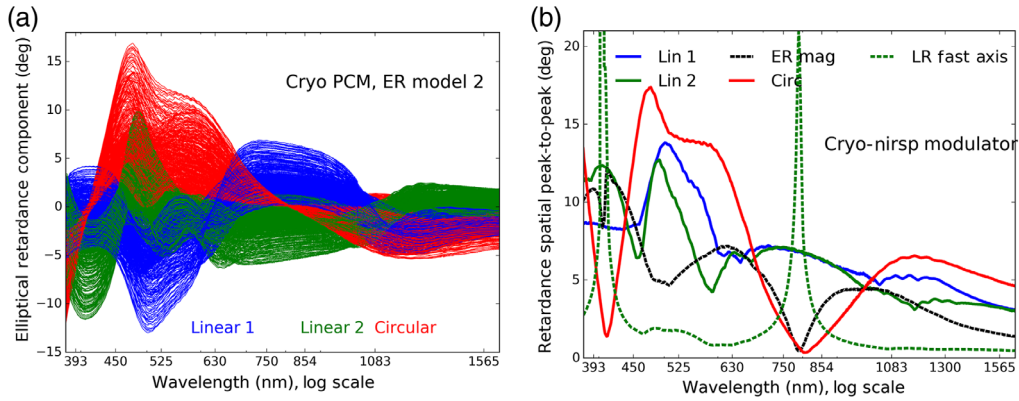 (a)
Elliptical retardance component (deg)
15
10
5
0
−5
−10
−15
Cryo PCM, ER model 2
Linear 1 Linear 2 Circular
393 450 525 630 750 854 1083 1565
Wavelength (nm), log scale
(b)
Retardance spatial peak-to-peak (deg)
20
15
10
5
0
Lin 1 ER mag LR fast axis
Lin 2 Circ
Cryo-nirsp modulator
393 450 525 630 750 854 1083 1300 1565
Wavelength (nm), log scale